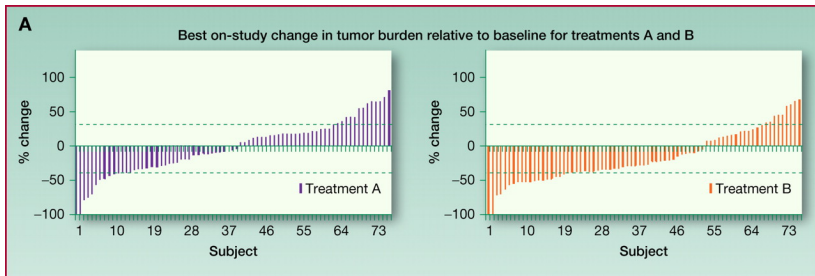 A
Best on-study change in tumor burden relative to baseline for treatments A and B
% change
100
50
0
−50
−100
Treatment A
1 10 19 28 37 46 55 64 73
Subject
% change
100
50
0
−50
−100
Treatment B
1 10 19 28 37 46 55 64 73
Subject